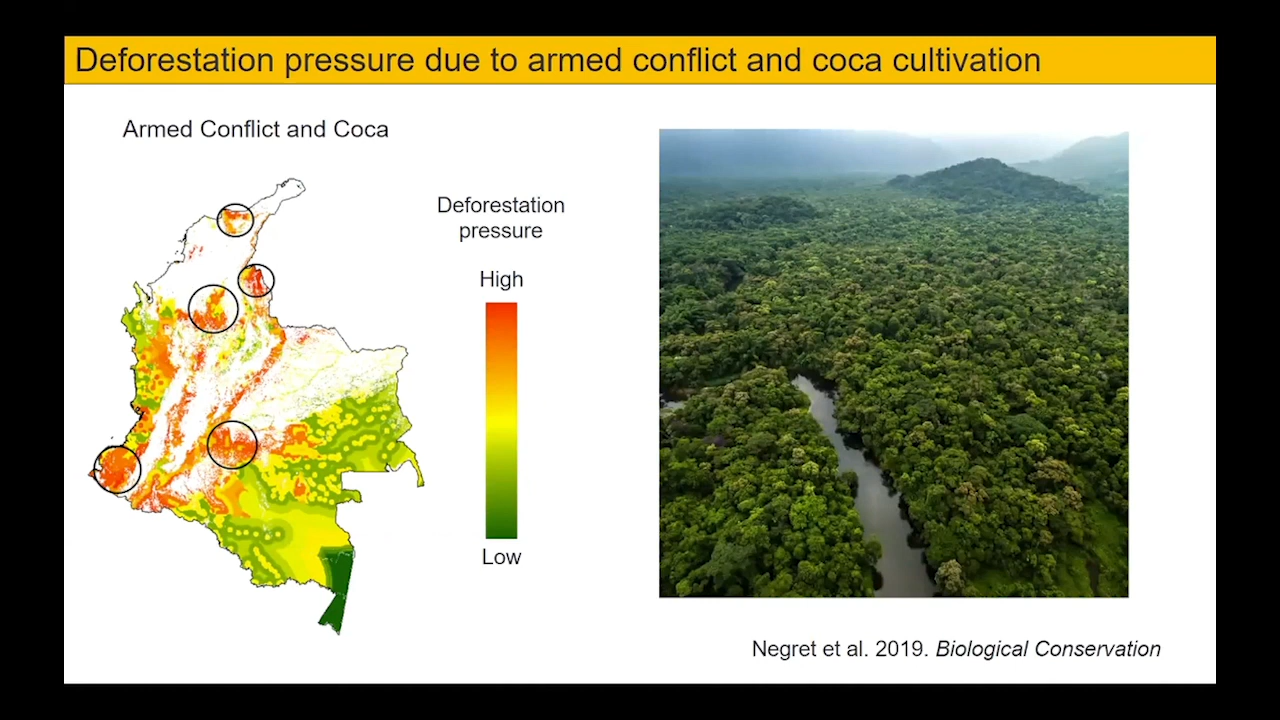 Deforestation pressure due to armed conflict and coca cultivation
Armed Conflict and Coca
Deforestation
pressure
High
Low
Negret et al. 2019. Biological Conservation